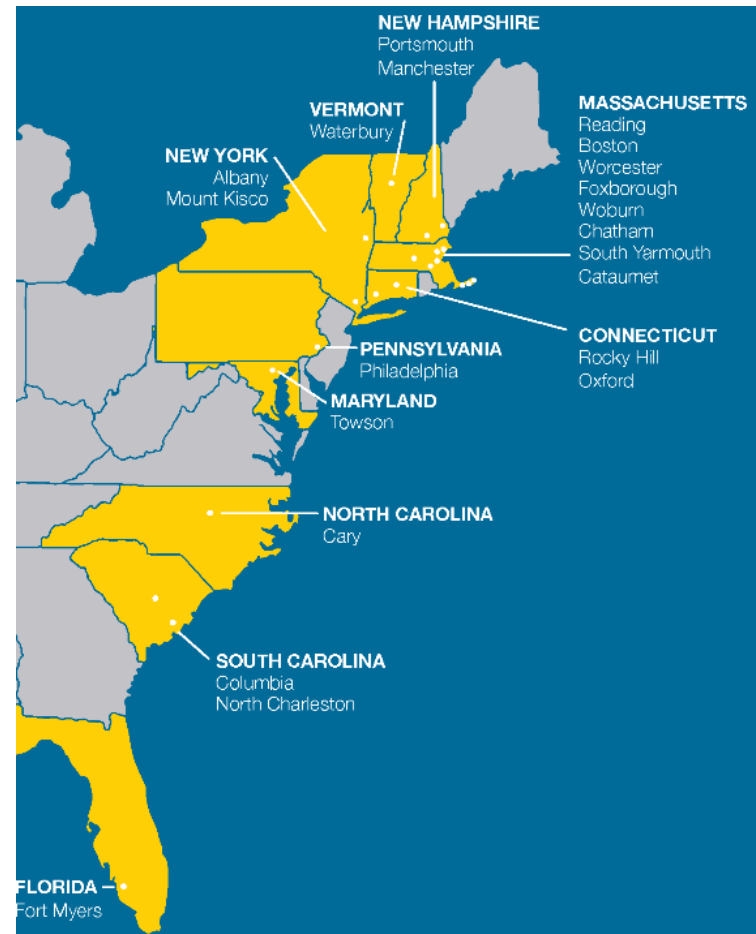 NEW HAMPSHIRE
Portsmouth
Manchester
VERMONT
Waterbury
NEW YORK
Albany
Mount Kisco
MASSACHUSETTS
Reading
Boston
Worcester
Foxborough
Woburn
Chatham
South Yarmouth
Cataumet
CONNECTICUT
Rocky Hill
Oxford
PENNSYLVANIA
Philadelphia
MARYLAND
Towson
NORTH CAROLINA
Cary
SOUTH CAROLINA
Columbia
North Charleston
FLORIDA
Fort Myers